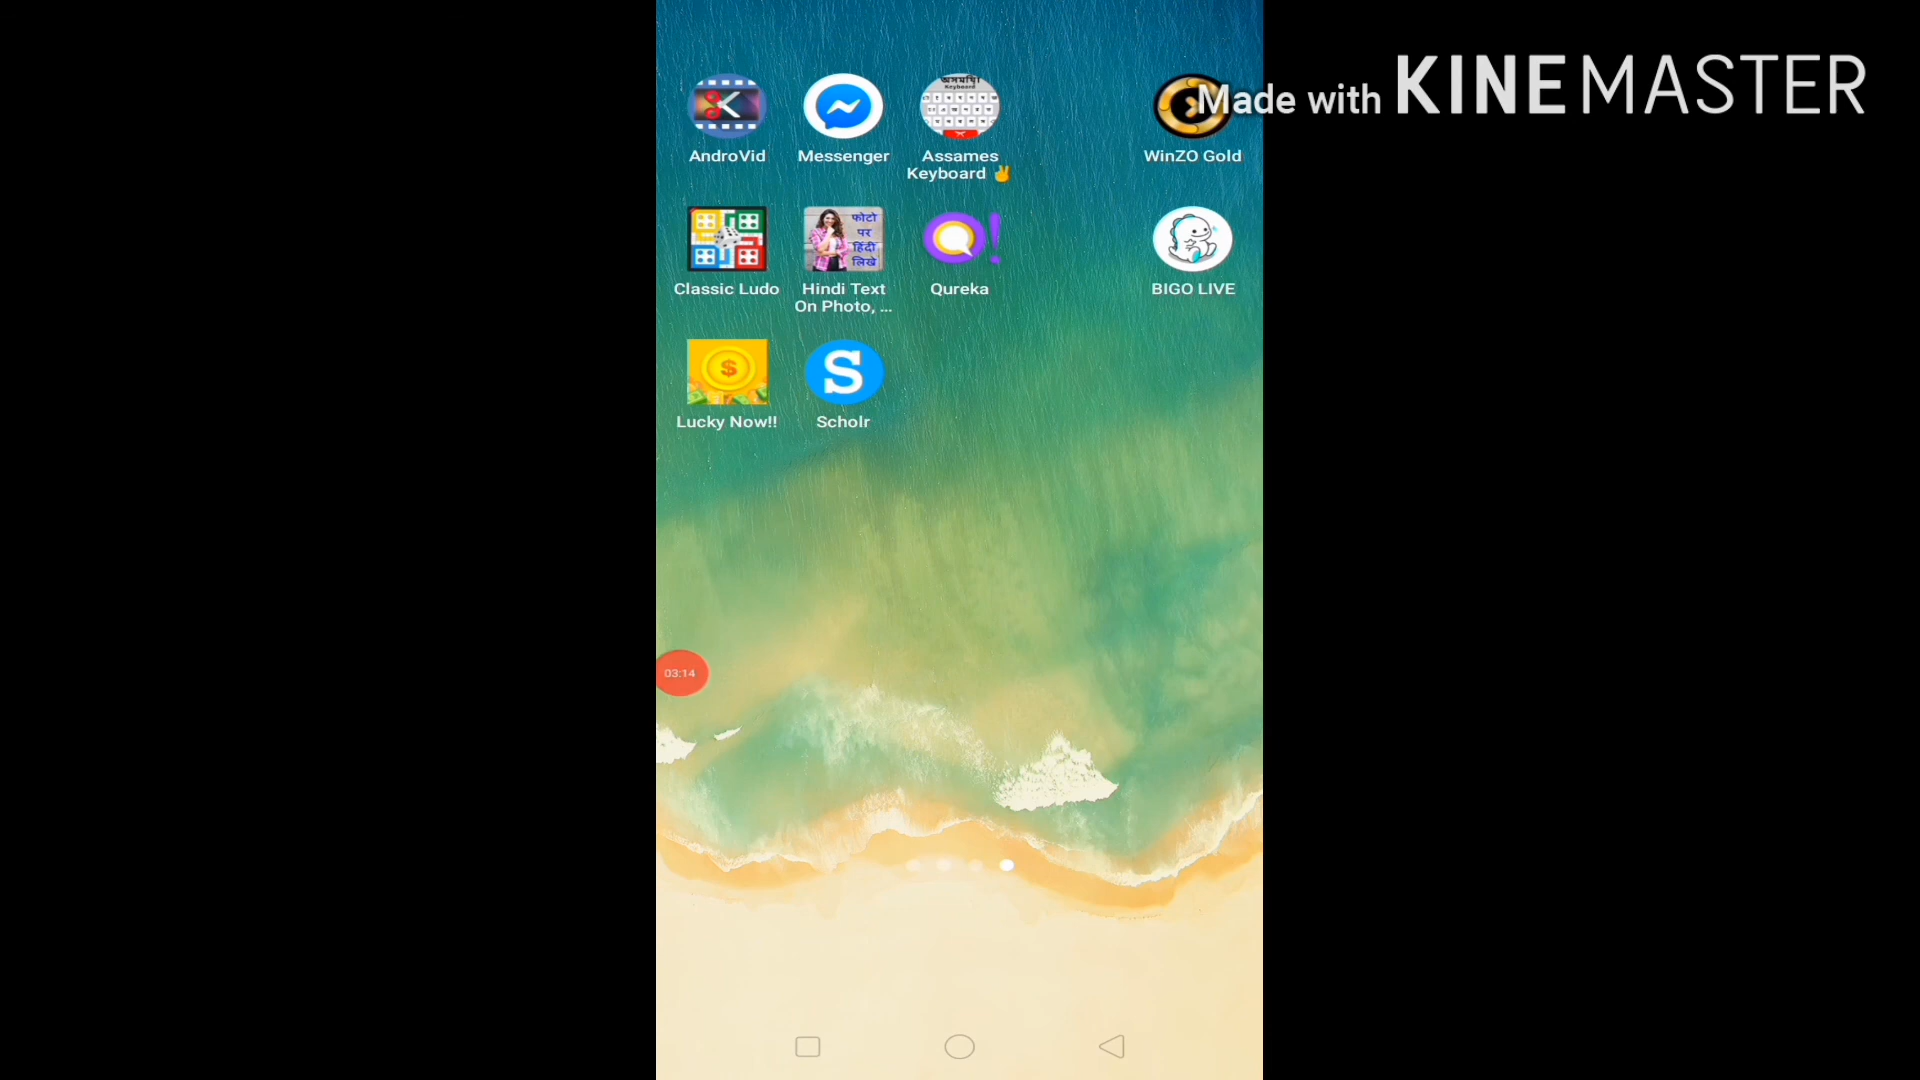 Made with KINEMASTER
AndroVid
Messenger
Assames
Keyboard ✌
WinZO Gold
Classic Ludo
फोटो
पर
हिंदी
लिखे
Hindi Text
On Photo, ...
Qureka
BIGO LIVE
$
Lucky Now!!
S
Scholr
03:14